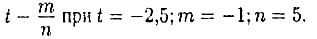 t − m/n при t = −2,5; m = −1; n = 5.